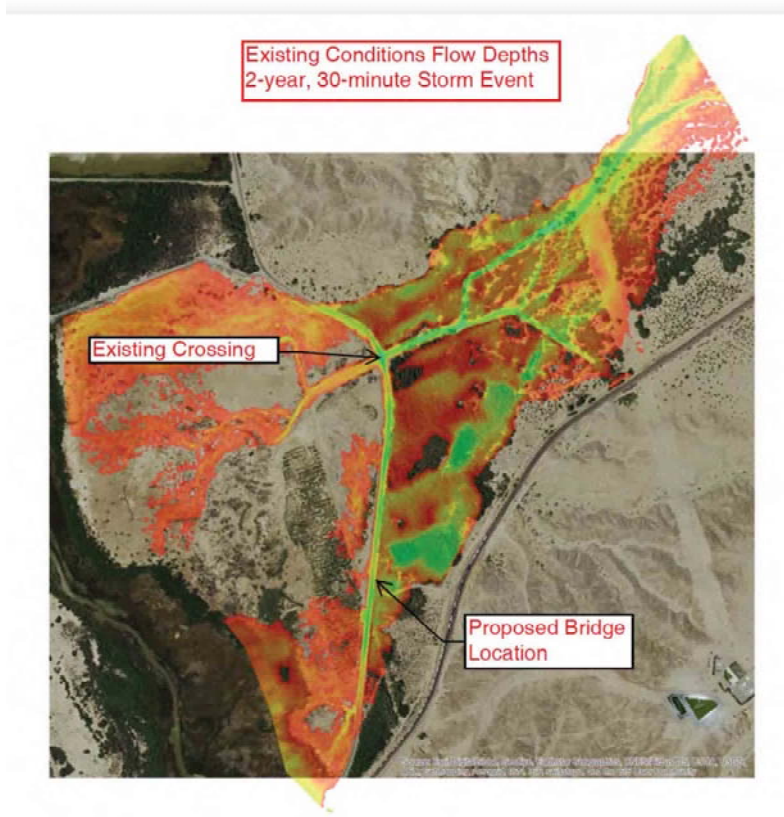 Existing Conditions Flow Depths
2-year, 30-minute Storm Event
Existing Crossing
Proposed Bridge
Location